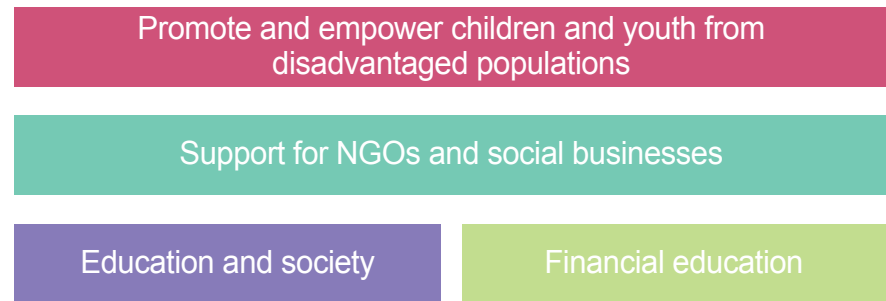 Promote and empower children and youth from
disadvantaged populations
Support for NGOs and social businesses
Education and society
Financial education